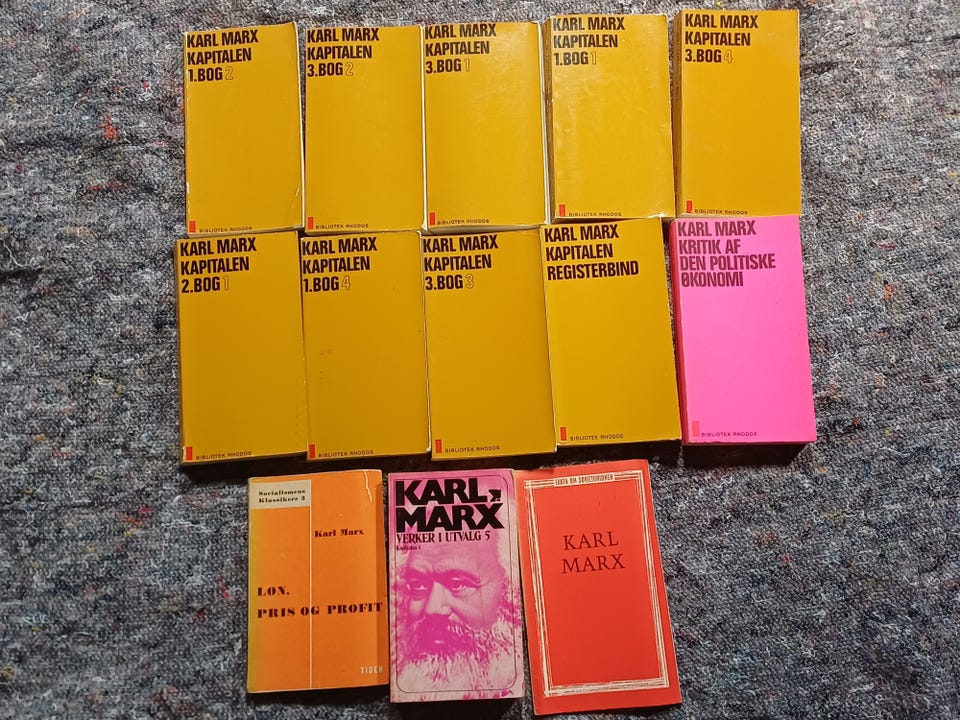 KARL MARX
KAPITALEN
1.BOG 2
BIBLIOTEK RHODOS
KARL MARX
KAPITALEN
3.BOG 2
BIBLIOTEK RHODOS
KARL MARX
KAPITALEN
3.BOG 1
BIBLIOTEK RHODOS
KARL MARX
KAPITALEN
1.BOG 1
BIBLIOTEK RHODOS
KARL MARX
KAPITALEN
3.BOG 4
BIBLIOTEK RHODOS
KARL MARX
KAPITALEN
2.BOG 1
BIBLIOTEK RHODOS
KARL MARX
KAPITALEN
1.BOG 4
BIBLIOTEK RHODOS
KARL MARX
KAPITALEN
3.BOG 3
BIBLIOTEK RHODOS
KARL MARX
KAPITALEN
REGISTERBIND
BIBLIOTEK RHODOS
KARL MARX
KRITIK AF
DEN POLITISKE
ØKONOMI
BIBLIOTEK RHODOS
Socialismens
Klassikere 3
Karl Marx
LØN,
PRIS OG PROFIT
TIDEN
KARL
MARX
VERKER I UTVALG 5
Kapitalen 1
FAKTA OM SOVJETUNIONEN
KARL
MARX